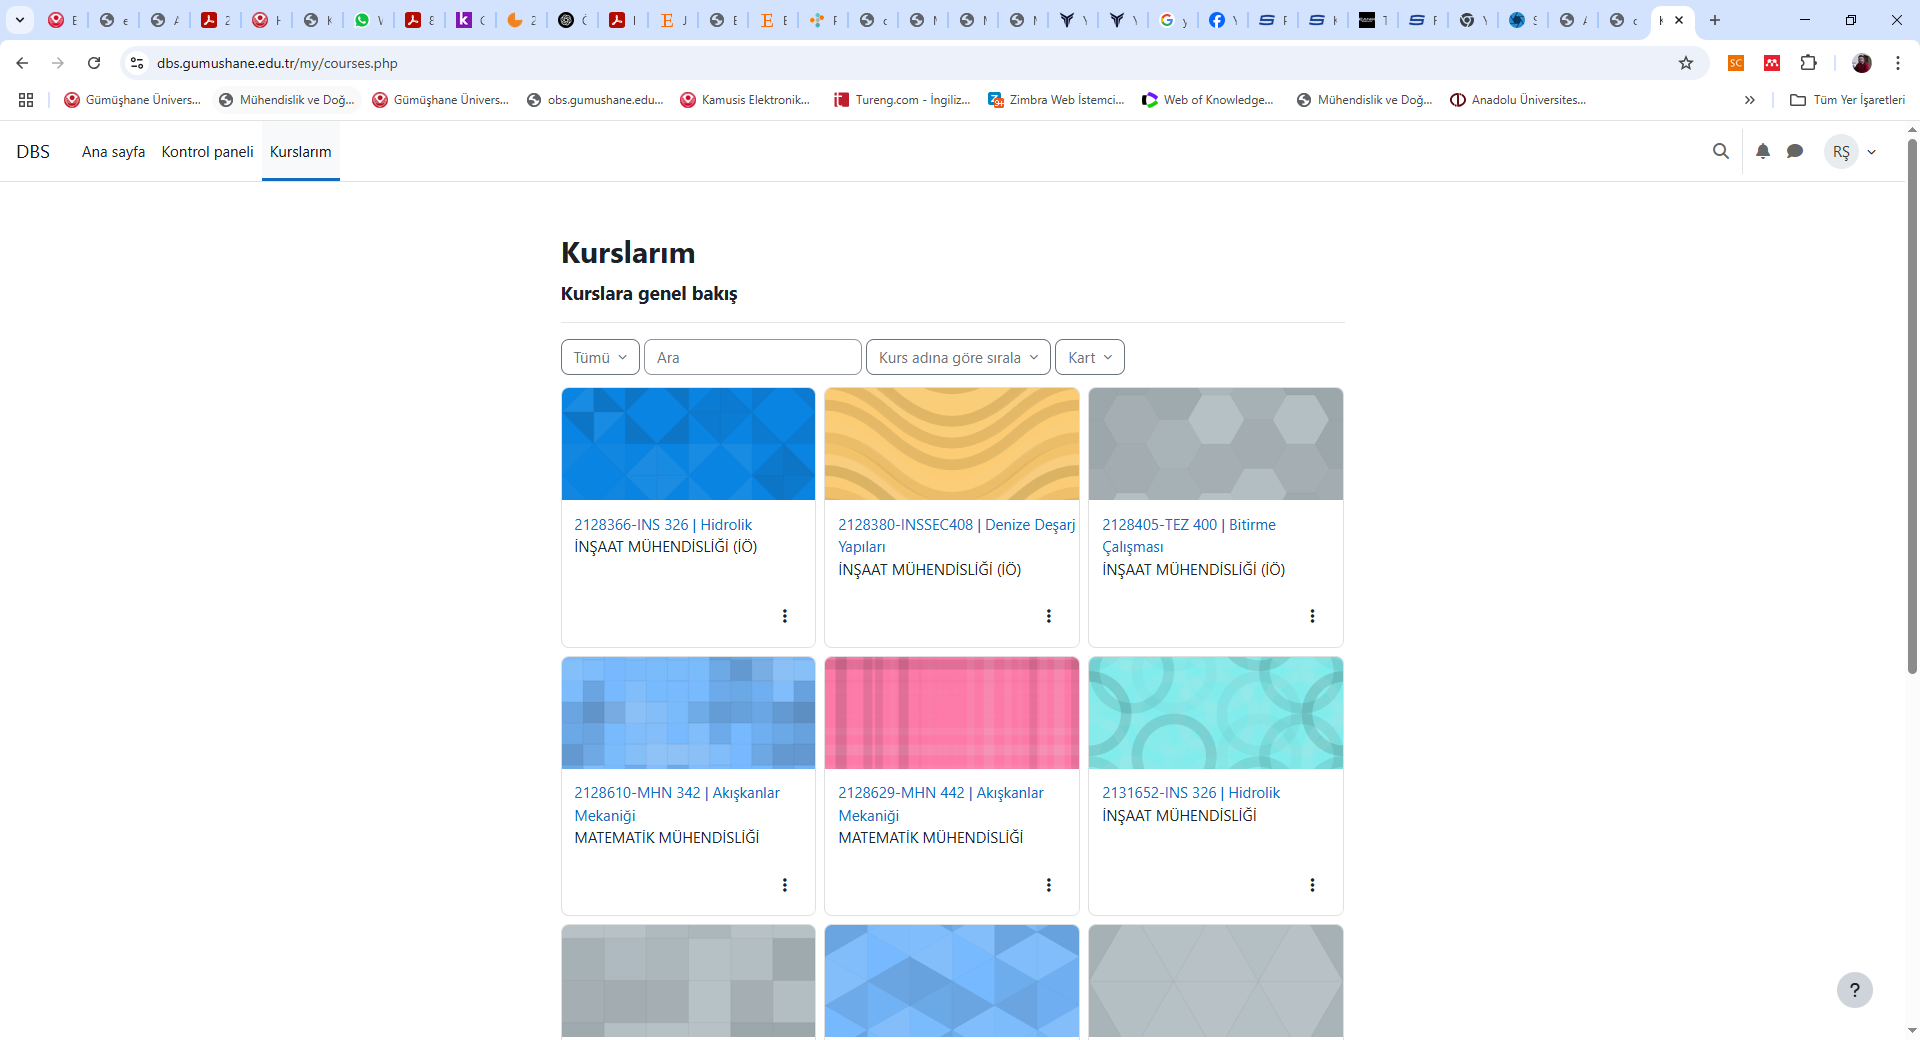 dbs.gumushane.edu.tr/my/courses.php
SC
Gümüşhane Ünivers...
Mühendislik ve Doğ...
Gümüşhane Ünivers...
obs.gumushane.edu...
Kamusis Elektronik...
Tureng.com - İngiliz...
Zimbra Web İstemci...
Web of Knowledge...
Mühendislik ve Doğ...
Anadolu Üniversites...
Tüm Yer İşaretleri
DBS
Ana sayfa
Kontrol paneli
Kurslarım
RŞ
Kurslarım
Kurslara genel bakış
Tümü
Ara
Kurs adına göre sırala
Kart
2128366-INS 326 | Hidrolik
İNŞAAT MÜHENDİSLİĞİ (İÖ)
2128380-INSSEC408 | Denize Deşarj
Yapıları
İNŞAAT MÜHENDİSLİĞİ (İÖ)
2128405-TEZ 400 | Bitirme
Çalışması
İNŞAAT MÜHENDİSLİĞİ (İÖ)
2128610-MHN 342 | Akışkanlar
Mekaniği
MATEMATİK MÜHENDİSLİĞİ
2128629-MHN 442 | Akışkanlar
Mekaniği
MATEMATİK MÜHENDİSLİĞİ
2131652-INS 326 | Hidrolik
İNŞAAT MÜHENDİSLİĞİ
?